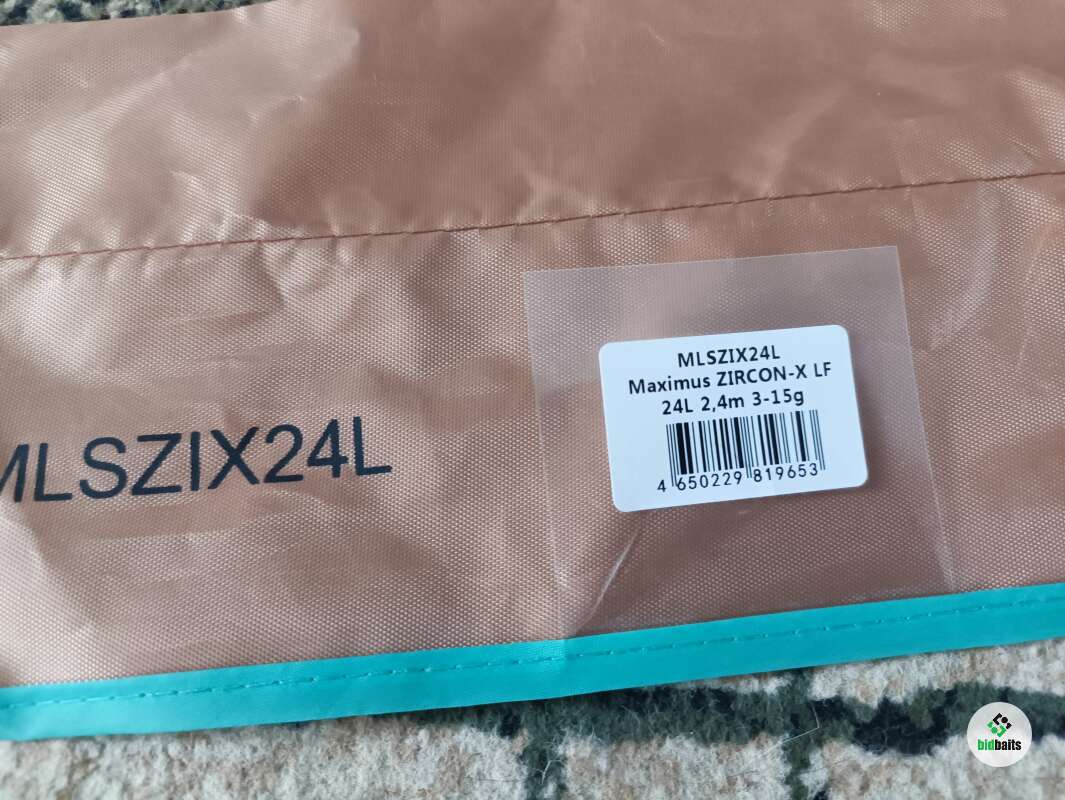 MLSZIX24L
MLSZIX24L
Maximus ZIRCON-X LF
24L 2,4m 3-15g
4 650229 819653
bidbaits